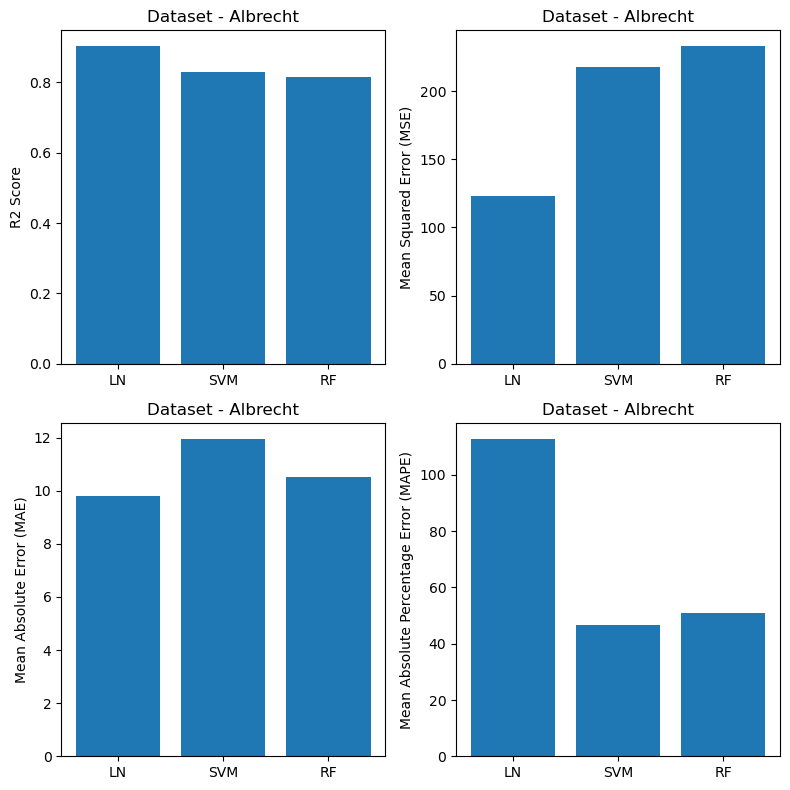 Dataset - Albrecht
R2 Score
0.8
0.6
0.4
0.2
0.0
LN SVM RF
Dataset - Albrecht
Mean Squared Error (MSE)
200
150
100
50
0
LN SVM RF
Dataset - Albrecht
Mean Absolute Error (MAE)
12
10
8
6
4
2
0
LN SVM RF
Dataset - Albrecht
Mean Absolute Percentage Error (MAPE)
100
80
60
40
20
0
LN SVM RF